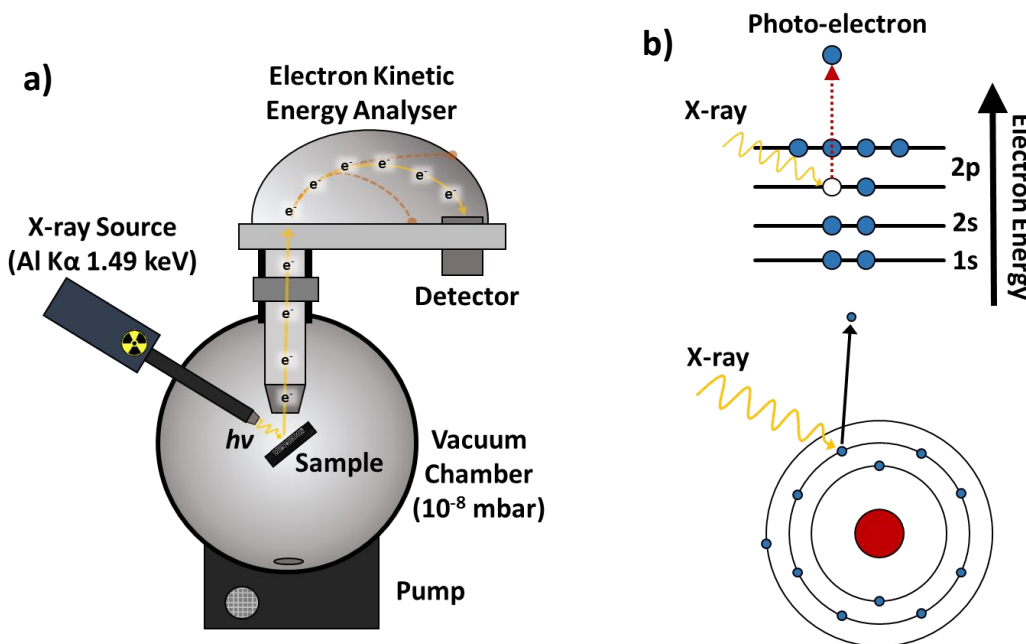 a)
Electron Kinetic
Energy Analyser
e⁻
e⁻
e⁻
e⁻
e⁻
e⁻
X-ray Source
(Al Kα 1.49 keV)
e⁻
e⁻
Detector
e⁻
e⁻
hν
Sample
Vacuum
Chamber
(10⁻⁸ mbar)
Pump
b)
Photo-electron
X-ray
2p
2s
1s
Electron Energy
X-ray